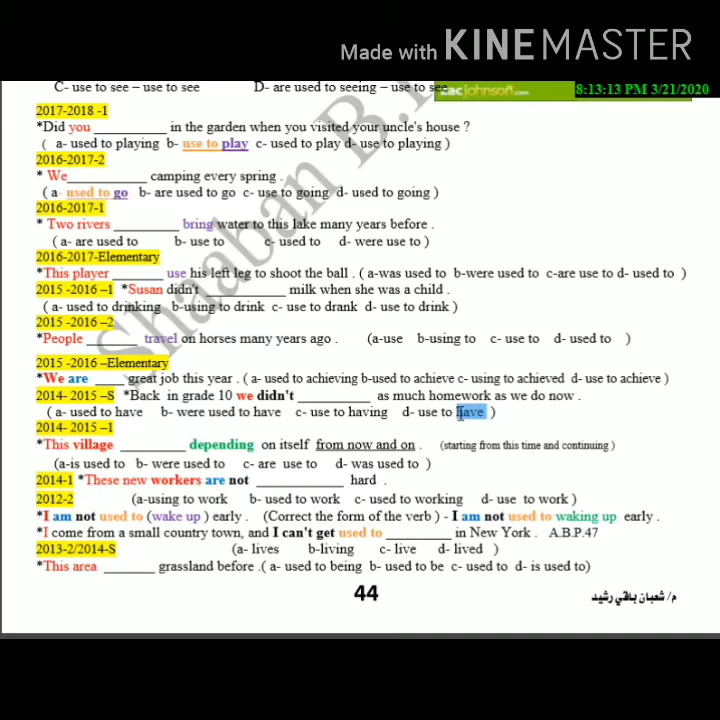 Made with KINEMASTER
C- use to see – use to see D- are used to seeing – use to see
Zacjohnson.com 8:13:13 PM 3/21/2020
2017-2018 -1
*Did you __________ in the garden when you visited your uncle's house ?
( a- used to playing b- use to play c- used to play d- use to playing )
2016-2017-2
* We___________ camping every spring .
(a- used to go b- are used to go c- use to going d- used to going )
2016-2017-1
* Two rivers _________ bring water to this lake many years before .
(a- are used to b- use to c- used to d- were use to )
2016-2017-Elementary
*This player _______ use his left leg to shoot the ball . ( a-was used to b-were used to c-are use to d- used to )
2015 -2016 –1 *Susan didn't ____________ milk when she was a child .
( a- used to drinking b-using to drink c- use to drank d- use to drink )
2015 -2016 –2
*People _______ travel on horses many years ago . (a-use b-using to c- use to d- used to )
2015 -2016 –Elementary
*We are ____ great job this year . ( a- used to achieving b-used to achieve c- using to achieved d- use to achieve )
2014- 2015 –S *Back in grade 10 we didn't __________ as much homework as we do now .
( a- used to have b- were used to have c- use to having d- use to have )
2014- 2015 –1
*This village _________ depending on itself from now and on . (starting from this time and continuing )
(a-is used to b- were used to c- are use to d- was used to )
2014-1 *These new workers are not ____________ hard .
2012-2 (a-using to work b- used to work c- used to working d- use to work )
*I am not used to (wake up ) early . (Correct the form of the verb ) - I am not used to waking up early .
*I come from a small country town, and I can't get used to _________ in New York . A.B.P.47
2013-2/2014-S (a- lives b-living c- live d- lived )
*This area _______ grassland before .( a- used to being b- used to be c- used to d- is used to)
44
م/ شعبان باقي رشيد
Shaaban B.